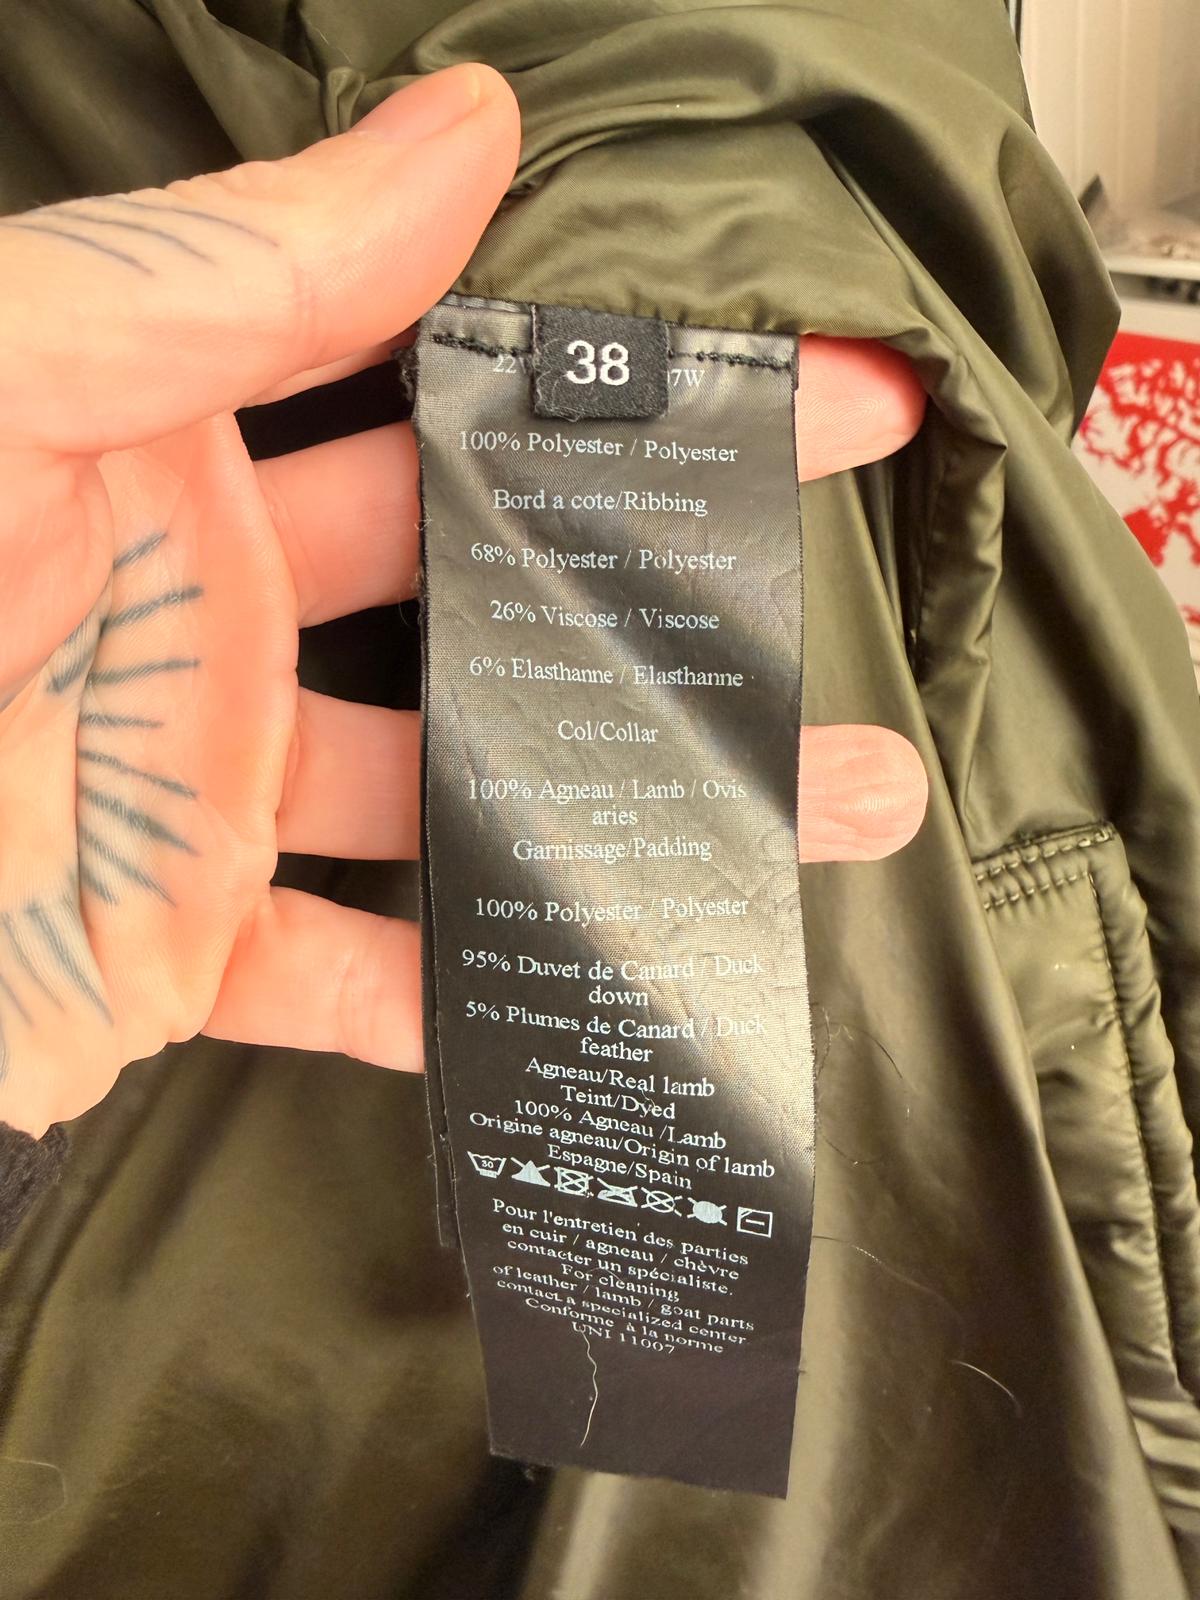 38
22 7W
100% Polyester / Polyester
Bord a cote/Ribbing
68% Polyester / Polyester
26% Viscose / Viscose
6% Elasthanne / Elasthanne
Col/Collar
100% Agneau / Lamb / Ovis
aries
Garnissage/Padding
100% Polyester / Polyester
95% Duvet de Canard / Duck
down
5% Plumes de Canard / Duck
feather
Agneau/Real lamb
Teint/Dyed
100% Agneau /Lamb
Origine agneau/Origin of lamb
Espagne/Spain
30
Pour l'entretien des parties
en cuir / agneau / chèvre
contacter un spécialiste.
For cleaning
of leather / lamb / goat parts
contact a specialized center
Conforme à la norme
UNI 11007